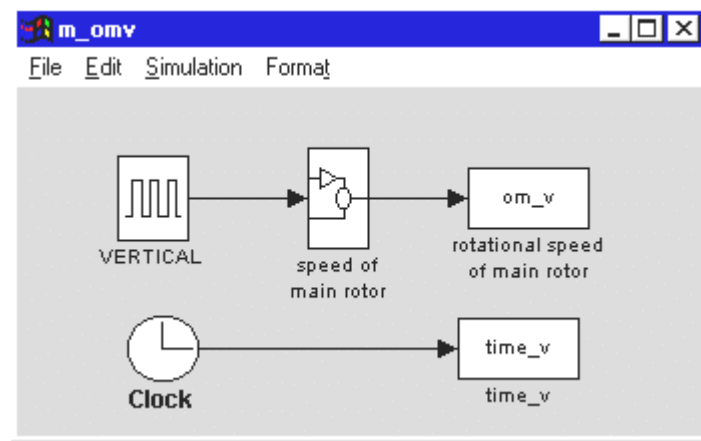 m_omv
File Edit Simulation Format
VERTICAL
speed of
main rotor
om_v
rotational speed
of main rotor
Clock
time_v
time_v